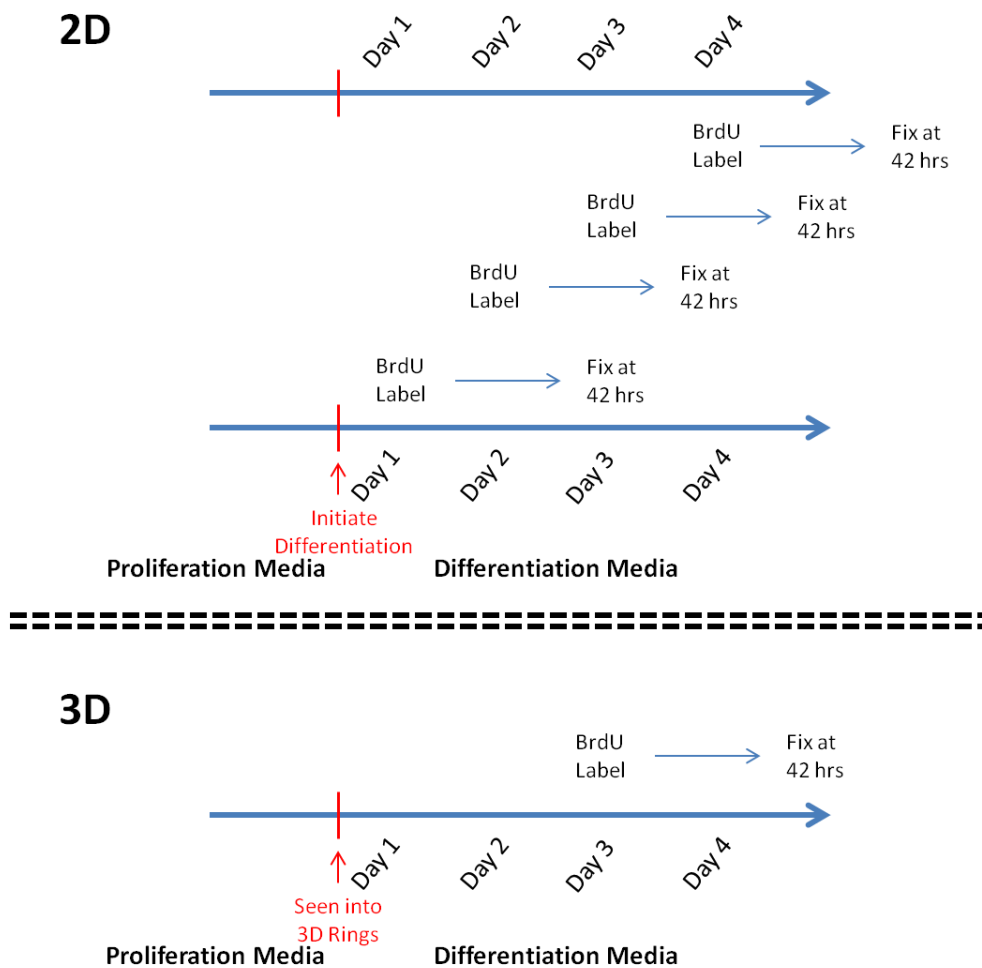 2D
Day 1
Day 2
Day 3
Day 4
BrdU
Label
Fix at
42 hrs
BrdU
Label
Fix at
42 hrs
BrdU
Label
Fix at
42 hrs
BrdU
Label
Fix at
42 hrs
Day 1
Day 2
Day 3
Day 4
Initiate
Differentiation
Proliferation Media
Differentiation Media
3D
BrdU
Label
Fix at
42 hrs
Day 1
Day 2
Day 3
Day 4
Seen into
3D Rings
Proliferation Media
Differentiation Media